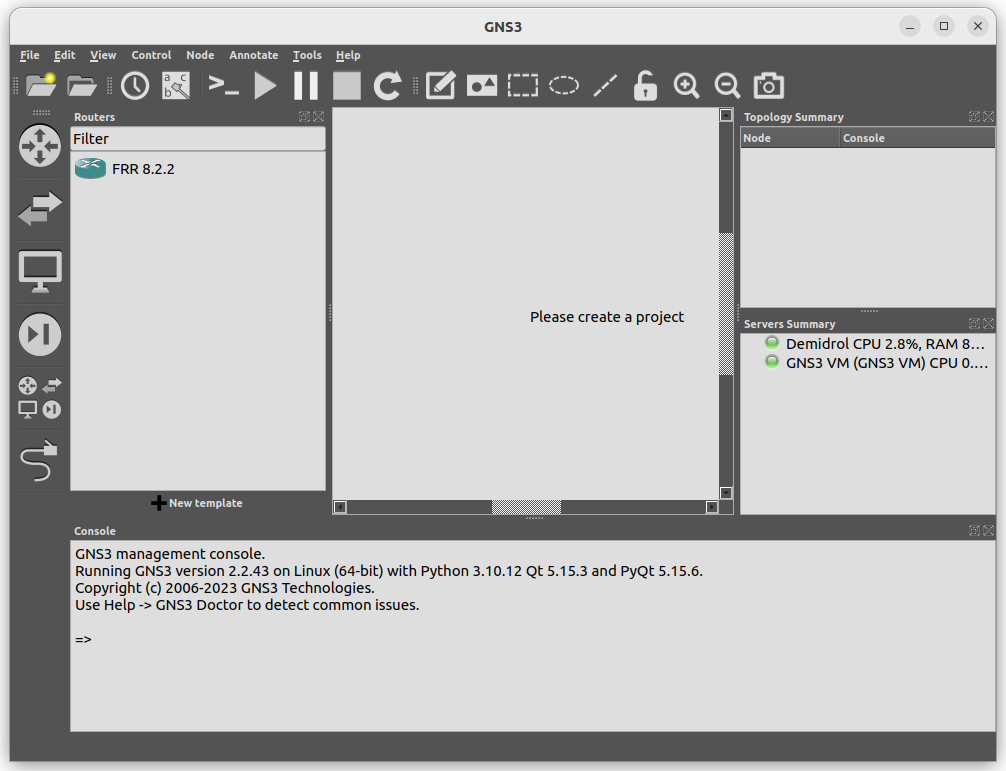 GNS3
File Edit View Control Node Annotate Tools Help
a c
b
>_
Routers
Filter
FRR 8.2.2
New template
Please create a project
Topology Summary
Node Console
Servers Summary
Demidrol CPU 2.8%, RAM 8...
GNS3 VM (GNS3 VM) CPU 0....
Console
GNS3 management console.
Running GNS3 version 2.2.43 on Linux (64-bit) with Python 3.10.12 Qt 5.15.3 and PyQt 5.15.6.
Copyright (c) 2006-2023 GNS3 Technologies.
Use Help -> GNS3 Doctor to detect common issues.
=>